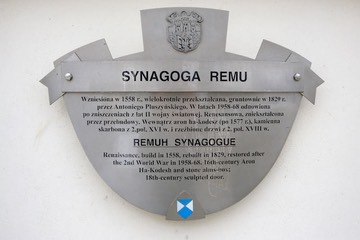 SYNAGOGA REMU
Wzniesiona w 1558 r., wielokrotnie przekształcana, gruntownie w 1829 r.
przez Antoniego Pluszyńskiego. W latach 1958-68 odnowiona
po zniszczeniach z lat II wojny światowej. Renesansowa, zniekształcona
przez przebudowy. Wewnątrz aron ha-kodesz (po 1577 r.), kamienna
skarbona z 2.poł. XVI w. i rzeźbione drzwi z 2. poł. XVIII w.
REMUH SYNAGOGUE
Renaissance, build in 1558, rebuilt in 1829, restored after
the 2nd World War in 1958-68. 16th-century Aron
Ha-Kodesh and stone alms-box;
18th-century sculpted door.